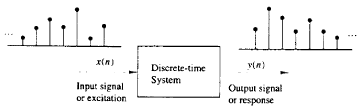 ...
...
x(n)
Discrete-time
System
y(n)
Input signal
or excitation
Output signal
or response